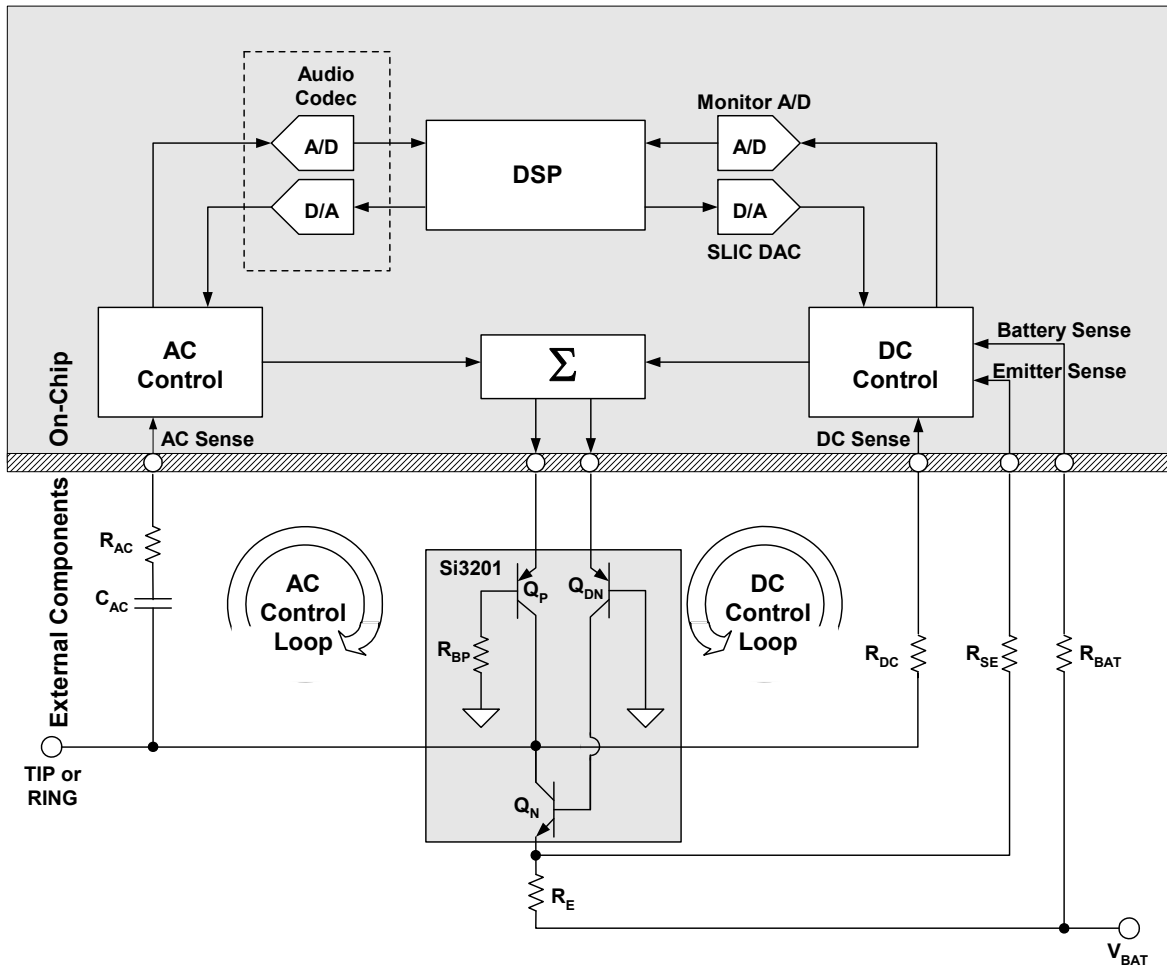 Audio
Codec
Monitor A/D
A/D
DSP
A/D
D/A
D/A
SLIC DAC
AC
Control
Σ
DC
Control
Battery Sense
Emitter Sense
On-Chip
AC Sense
DC Sense
External Components
R_AC
C_AC
AC
Control
Loop
Si3201
Q_P
Q_DN
R_BP
DC
Control
Loop
R_DC
R_SE
R_BAT
TIP or
RING
Q_N
R_E
V_BAT